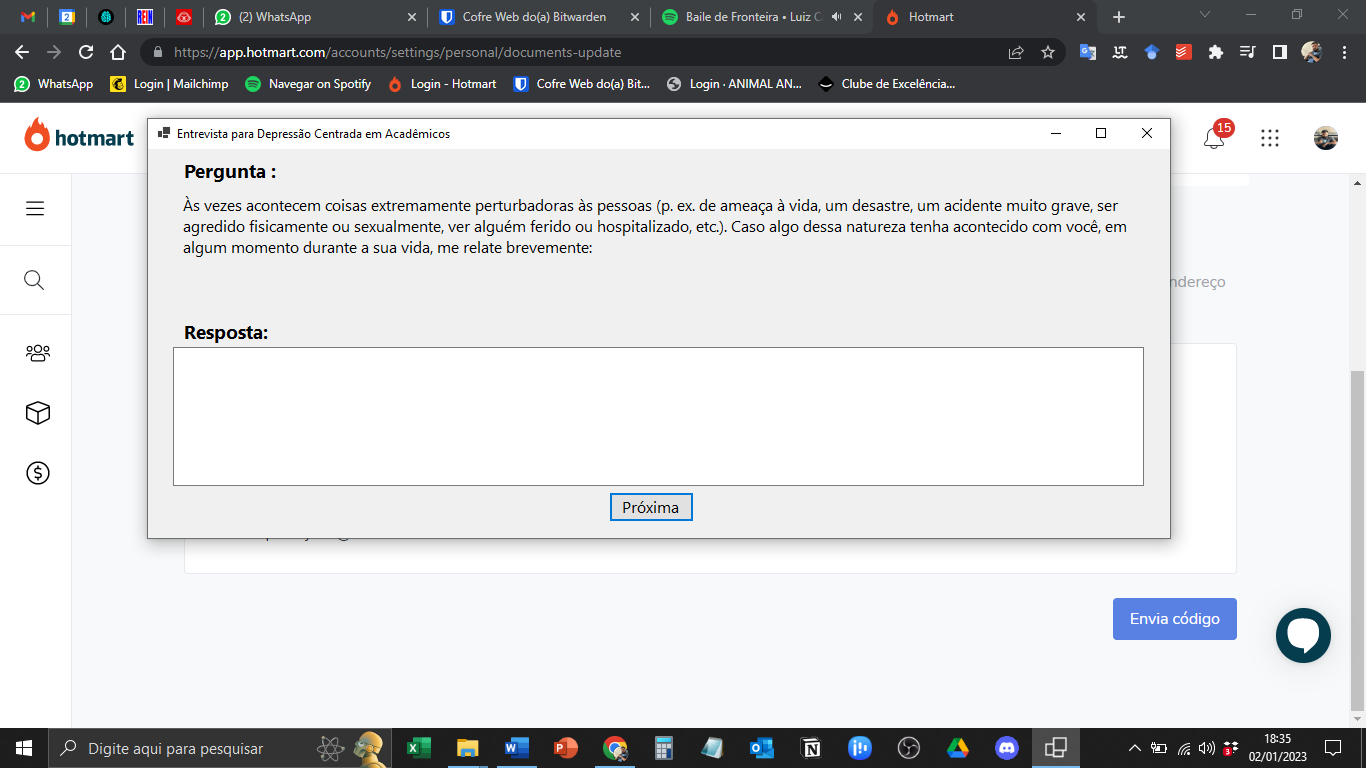 (2) WhatsApp
Cofre Web do(a) Bitwarden
Baile de Fronteira • Luiz C
Hotmart
https://app.hotmart.com/accounts/settings/personal/documents-update
WhatsApp
Login | Mailchimp
Navegar on Spotify
Login - Hotmart
Cofre Web do(a) Bit...
Login · ANIMAL AN...
Clube de Excelência...
hotmart
15
Entrevista para Depressão Centrada em Acadêmicos
Pergunta :
Às vezes acontecem coisas extremamente perturbadoras às pessoas (p. ex. de ameaça à vida, um desastre, um acidente muito grave, ser
agredido fisicamente ou sexualmente, ver alguém ferido ou hospitalizado, etc.). Caso algo dessa natureza tenha acontecido com você, em
algum momento durante a sua vida, me relate brevemente:
ndereço
Resposta:
Próxima
Envia código
Digite aqui para pesquisar
18:35
02/01/2023